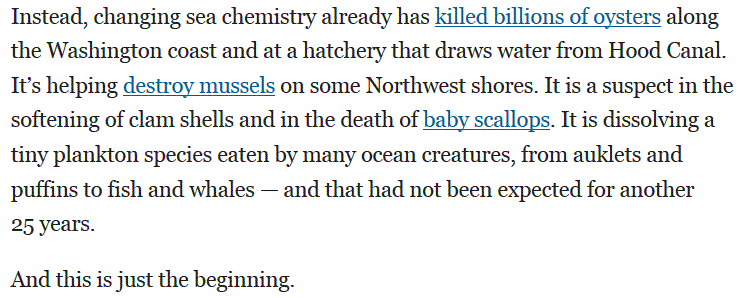 Instead, changing sea chemistry already has killed billions of oysters along
the Washington coast and at a hatchery that draws water from Hood Canal.
It’s helping destroy mussels on some Northwest shores. It is a suspect in the
softening of clam shells and in the death of baby scallops. It is dissolving a
tiny plankton species eaten by many ocean creatures, from auklets and
puffins to fish and whales — and that had not been expected for another
25 years.
And this is just the beginning.